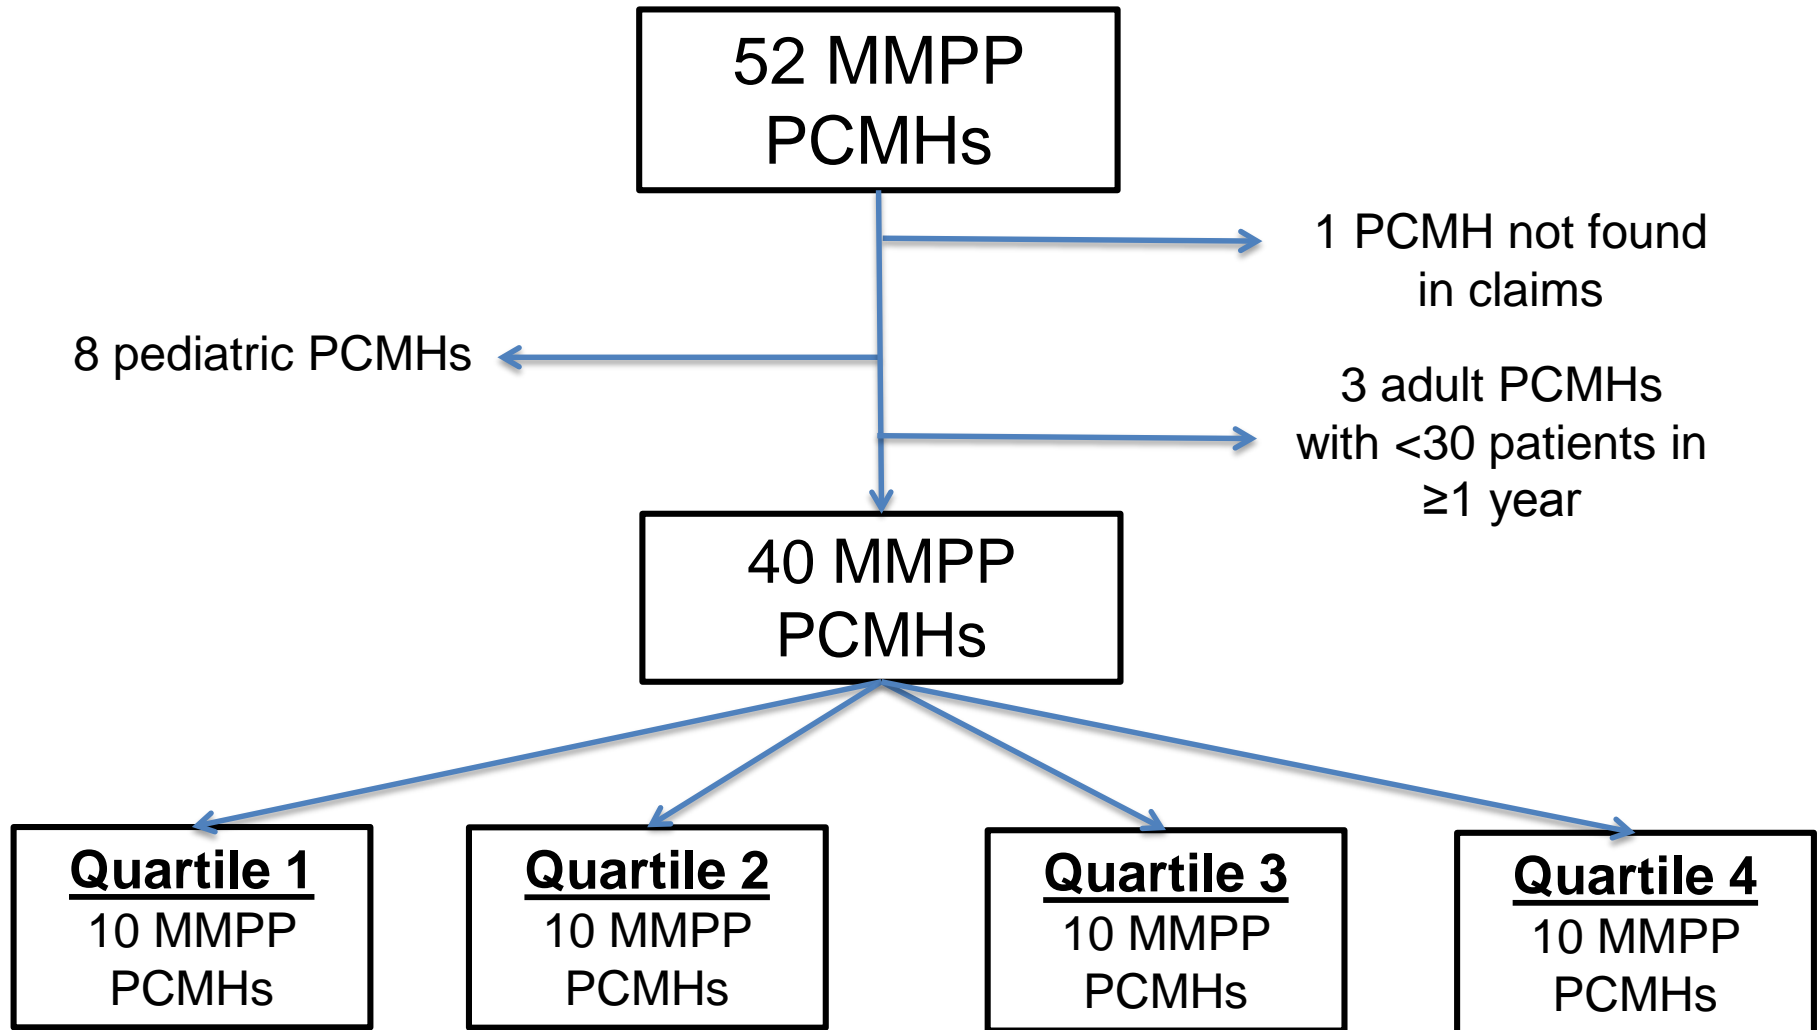 52 MMPP
PCMHs
1 PCMH not found
in claims
8 pediatric PCMHs
3 adult PCMHs
with <30 patients in
≥1 year
40 MMPP
PCMHs
Quartile 1
10 MMPP
PCMHs
Quartile 2
10 MMPP
PCMHs
Quartile 3
10 MMPP
PCMHs
Quartile 4
10 MMPP
PCMHs